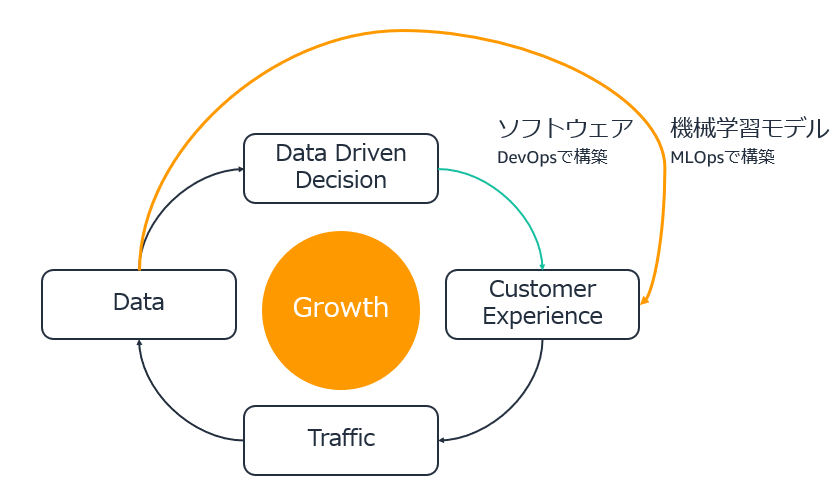 ソフトウェア
DevOpsで構築
機械学習モデル
MLOpsで構築
Data Driven
Decision
Data
Growth
Customer
Experience
Traffic